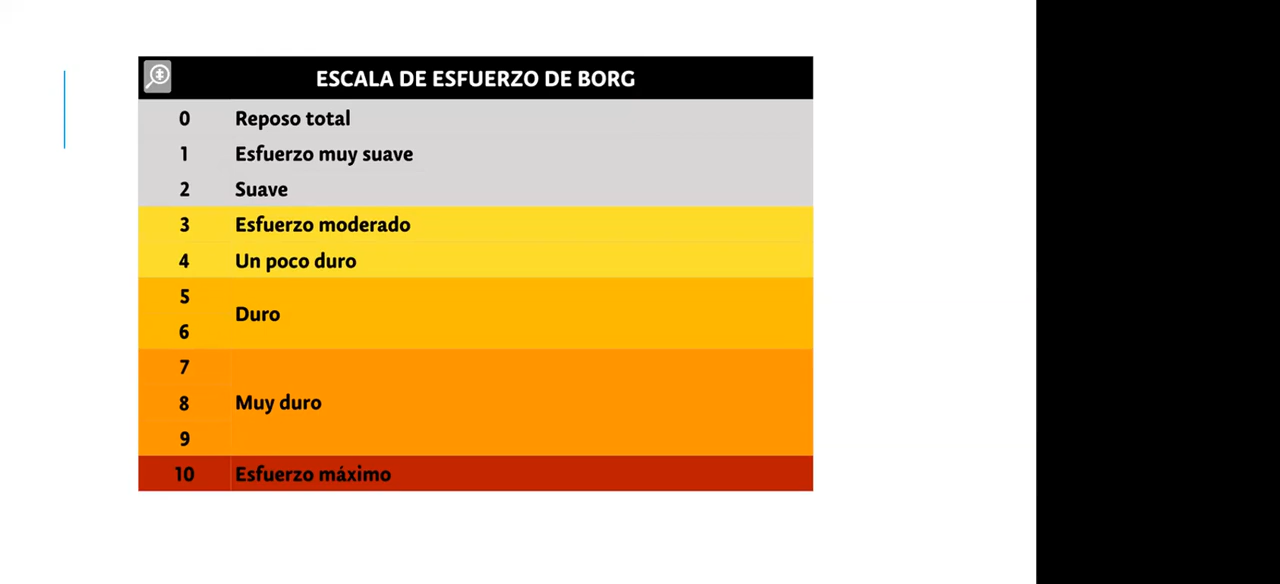 ESCALA DE ESFUERZO DE BORG
0 Reposo total
1 Esfuerzo muy suave
2 Suave
3 Esfuerzo moderado
4 Un poco duro
5
Duro
6
7
8 Muy duro
9
10 Esfuerzo máximo